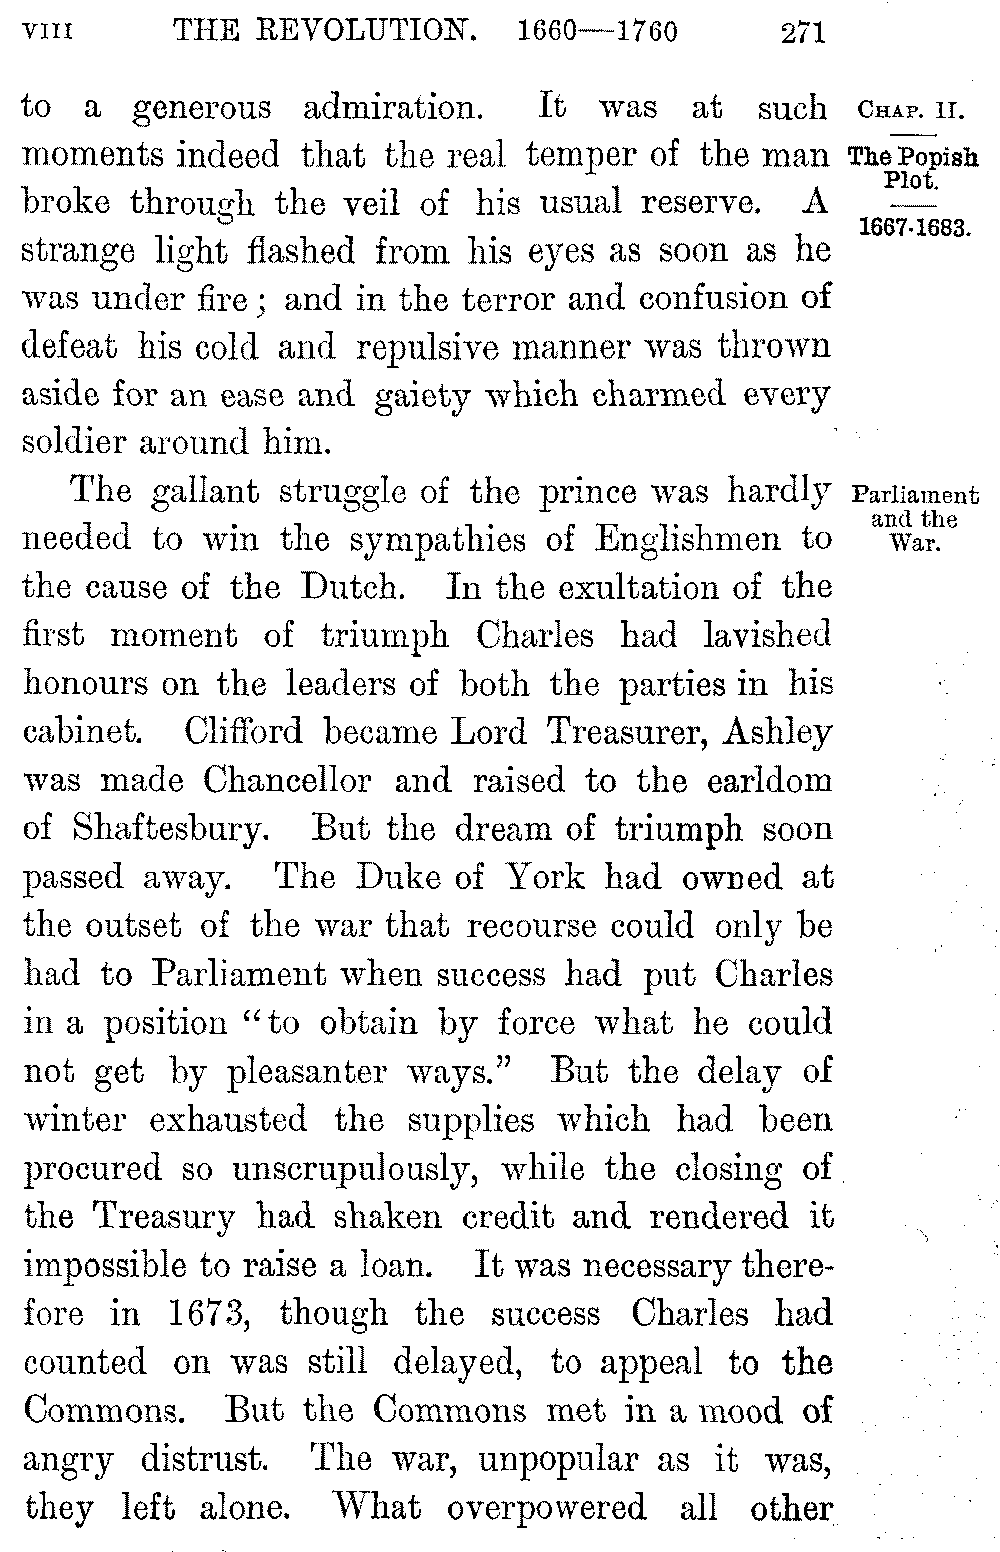 VIII THE REVOLUTION. 1660—1760 271
to a generous admiration. It was at such
moments indeed that the real temper of the man
broke through the veil of his usual reserve. A
strange light flashed from his eyes as soon as he
was under fire; and in the terror and confusion of
defeat his cold and repulsive manner was thrown
aside for an ease and gaiety which charmed every
soldier around him.
CHAP. II.
The Popish
Plot.
1667-1683.
The gallant struggle of the prince was hardly
needed to win the sympathies of Englishmen to
the cause of the Dutch. In the exultation of the
first moment of triumph Charles had lavished
honours on the leaders of both the parties in his
cabinet. Clifford became Lord Treasurer, Ashley
was made Chancellor and raised to the earldom
of Shaftesbury. But the dream of triumph soon
passed away. The Duke of York had owned at
the outset of the war that recourse could only be
had to Parliament when success had put Charles
in a position “to obtain by force what he could
not get by pleasanter ways.” But the delay of
winter exhausted the supplies which had been
procured so unscrupulously, while the closing of
the Treasury had shaken credit and rendered it
impossible to raise a loan. It was necessary there-
fore in 1673, though the success Charles had
counted on was still delayed, to appeal to the
Commons. But the Commons met in a mood of
angry distrust. The war, unpopular as it was,
they left alone. What overpowered all other
Parliament
and the
War.